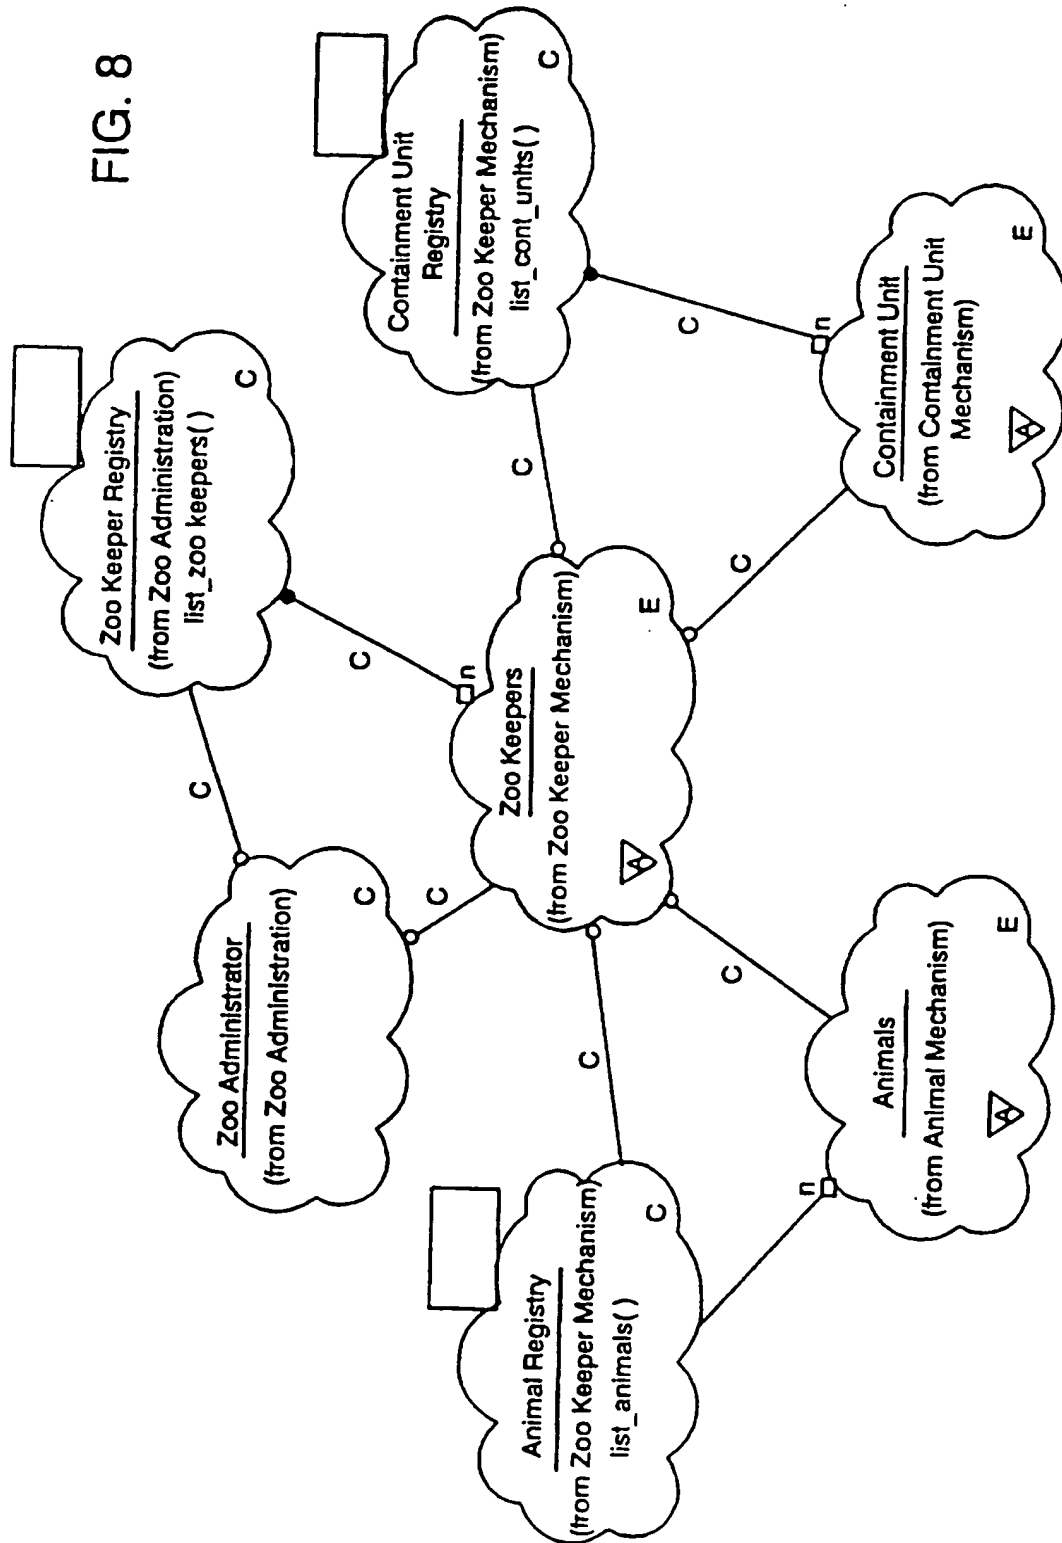 FIG. 8
Zoo Keeper Registry
(from Zoo Administration)
list_zoo keepers( )
C
Containment Unit
Registry
(from Zoo Keeper Mechanism)
list_cont_units( )
C
Zoo Administrator
(from Zoo Administration)
C
C
C
C
C
C
n
Zoo Keepers
(from Zoo Keeper Mechanism)
A
E
Animal Registry
(from Zoo Keeper Mechanism)
list_animals( )
C
C
C
C
n
Animals
(from Animal Mechanism)
A
E
n
Containment Unit
(from Containment Unit
Mechanism)
A
E